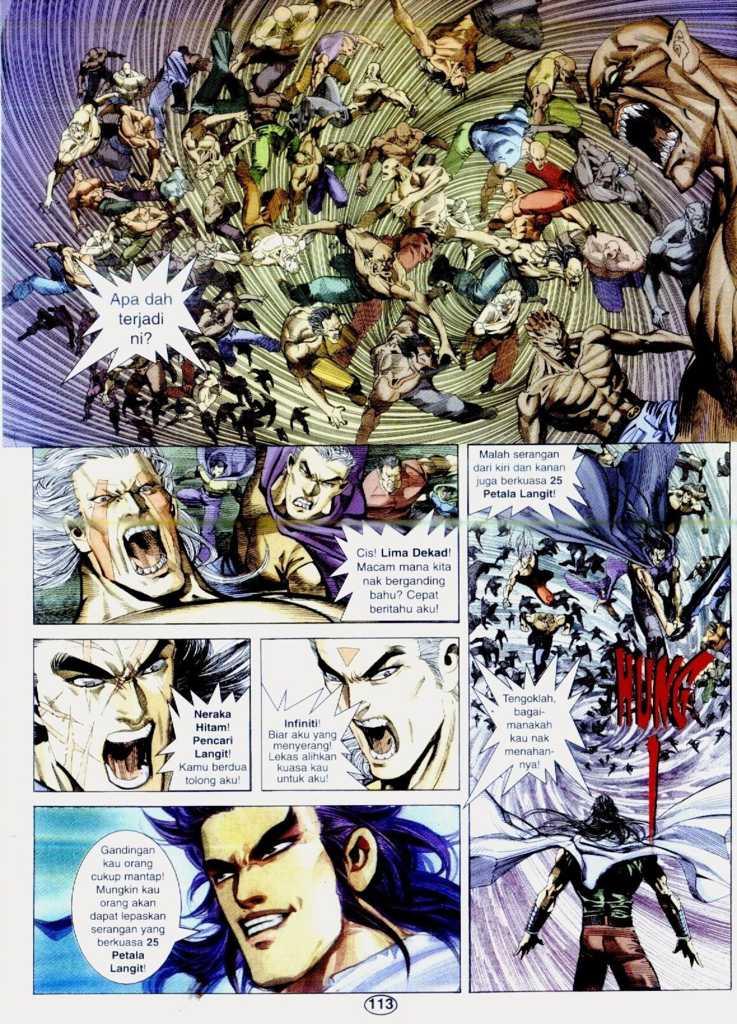 Apa dah
terjadi
ni?
Cis! Lima Dekad!
Macam mana kita
nak berganding
bahu? Cepat
beritahu aku!
Neraka
Hitam!
Pencari
Langit!
Kamu berdua
tolong aku!
Infiniti!
Biar aku yang
menyerang!
Lekas alihkan
kuasa kau
untuk aku!
Gandingan
kau orang
cukup mantap!
Mungkin kau
orang akan
dapat lepaskan
serangan yang
berkuasa 25
Petala
Langit!
Malah serangan
dari kiri dan kanan
juga berkuasa 25
Petala Langit!
HUNG
!
Tengoklah,
bagai-
manakah
kau nak
menahan-
nya!
113